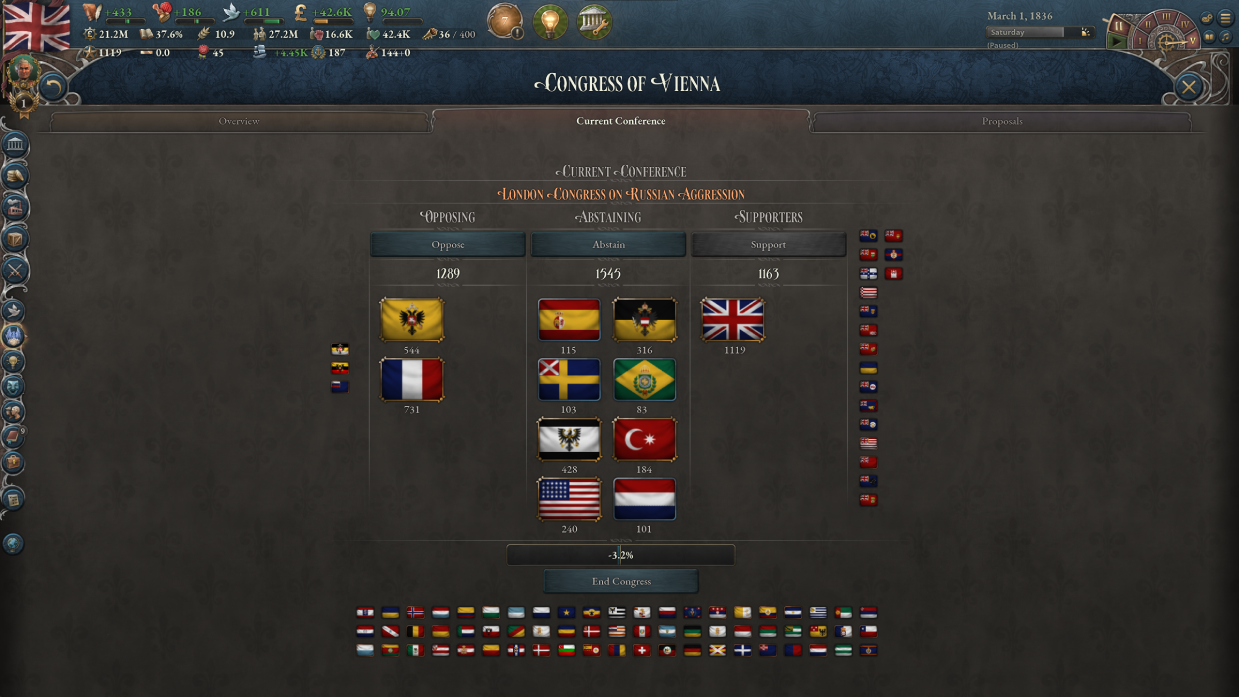 +433 +186 +611 +42.6K 94.07
21.2M 37.6% 10.9 27.2M 16.6K 42.4K 36 / 400
1119 0.0 45 +4.45K 187 144+0
March 1, 1836
Saturday
(Paused)
1
Congress of Vienna
Overview
Current Conference
Proposals
Current Conference
London Congress on Russian Aggression
Opposing Abstaining Supporters
Oppose Abstain Support
1289 1545 1163
544 115 316 1119
731 103 83
428 184
240 101
9
-3.2%
End Congress